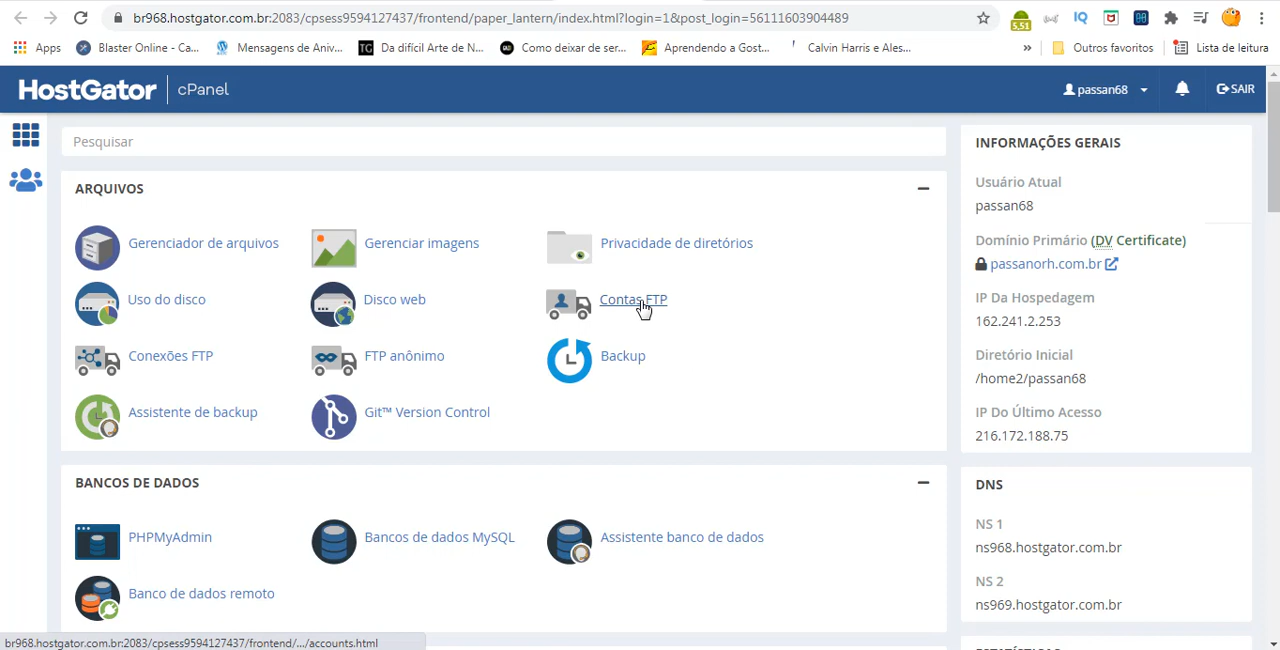 br968.hostgator.com.br:2083/cpsess9594127437/frontend/paper_lantern/index.html?login=1&post_login=56111603904489
5,51
IQ
Apps
Blaster Online - Ca...
Mensagens de Aniv...
TG
Da difícil Arte de N...
Como deixar de ser...
Aprendendo a Gost...
Calvin Harris e Ales...
»
Outros favoritos
Lista de leitura
HostGator
cPanel
passan68
SAIR
Pesquisar
ARQUIVOS
Gerenciador de arquivos
Gerenciar imagens
Privacidade de diretórios
Uso do disco
Disco web
Contas FTP
Conexões FTP
FTP anônimo
Backup
Assistente de backup
Git™ Version Control
BANCOS DE DADOS
PHPMyAdmin
Bancos de dados MySQL
Assistente banco de dados
Banco de dados remoto
INFORMAÇÕES GERAIS
Usuário Atual
passan68
Domínio Primário (DV Certificate)
passanorh.com.br
IP Da Hospedagem
162.241.2.253
Diretório Inicial
/home2/passan68
IP Do Último Acesso
216.172.188.75
DNS
NS 1
ns968.hostgator.com.br
NS 2
ns969.hostgator.com.br
br968.hostgator.com.br:2083/cpsess9594127437/frontend/.../accounts.html